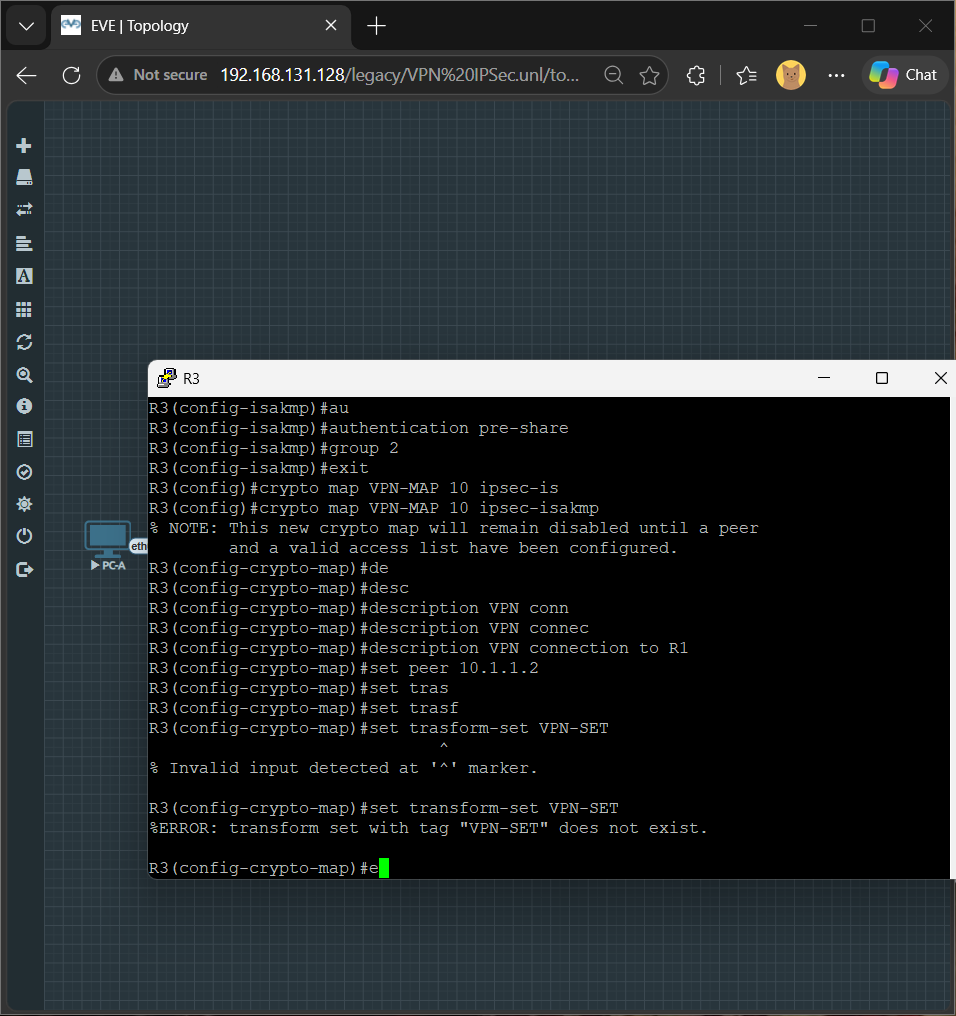 EVE | Topology
Not secure 192.168.131.128/legacy/VPN%20IPSec.unl/to...
Chat
A
R3
R3(config-isakmp)#au
R3(config-isakmp)#authentication pre-share
R3(config-isakmp)#group 2
R3(config-isakmp)#exit
R3(config)#crypto map VPN-MAP 10 ipsec-is
R3(config)#crypto map VPN-MAP 10 ipsec-isakmp
% NOTE: This new crypto map will remain disabled until a peer
        and a valid access list have been configured.
R3(config-crypto-map)#de
R3(config-crypto-map)#desc
R3(config-crypto-map)#description VPN conn
R3(config-crypto-map)#description VPN connec
R3(config-crypto-map)#description VPN connection to R1
R3(config-crypto-map)#set peer 10.1.1.2
R3(config-crypto-map)#set tras
R3(config-crypto-map)#set trasf
R3(config-crypto-map)#set trasform-set VPN-SET
                             ^
% Invalid input detected at '^' marker.
R3(config-crypto-map)#set transform-set VPN-SET
%ERROR: transform set with tag "VPN-SET" does not exist.
R3(config-crypto-map)#e
eth
PC-A